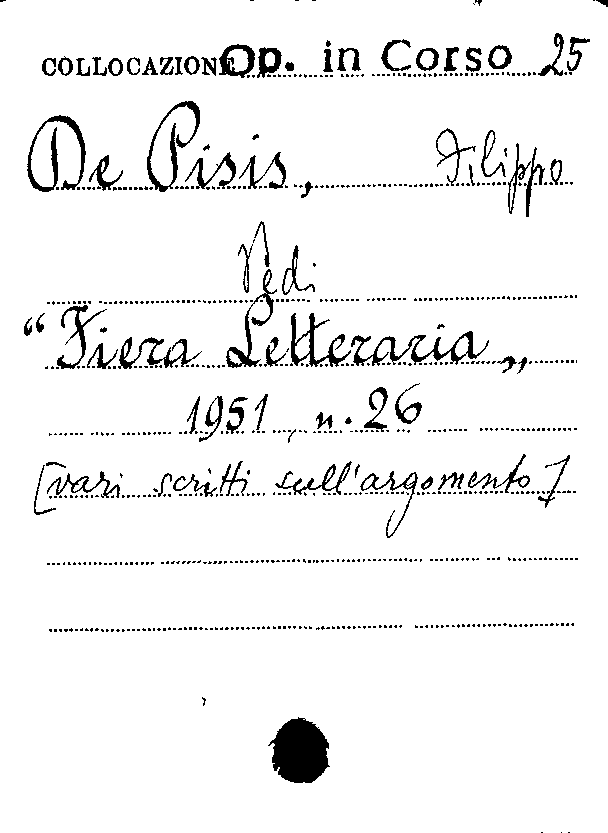 COLLOCAZIONE Op. in Corso 25
De Pisis, Filippo
Vedi
“Fiera Letteraria„
1951, n. 26
[vari scritti sull'argomento]